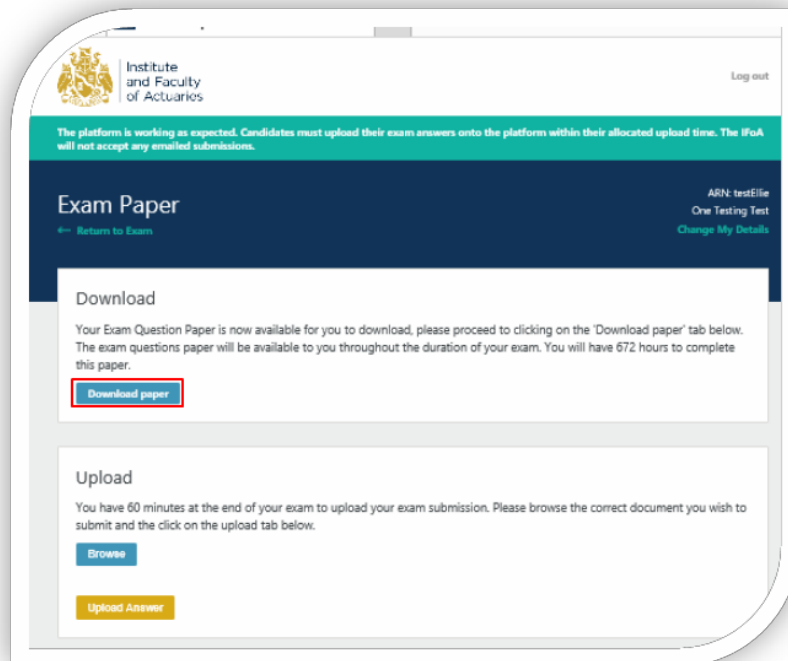 Institute
and Faculty
of Actuaries
Log out
The platform is working as expected. Candidates must upload their exam answers onto the platform within their allocated upload time. The IFoA
will not accept any emailed submissions.
Exam Paper
← Return to Exam
ARN: testEllie
One Testing Test
Change My Details
Download
Your Exam Question Paper is now available for you to download, please proceed to clicking on the 'Download paper' tab below.
The exam questions paper will be available to you throughout the duration of your exam. You will have 672 hours to complete
this paper.
Download paper
Upload
You have 60 minutes at the end of your exam to upload your exam submission. Please browse the correct document you wish to
submit and the click on the upload tab below.
Browse
Upload Answer